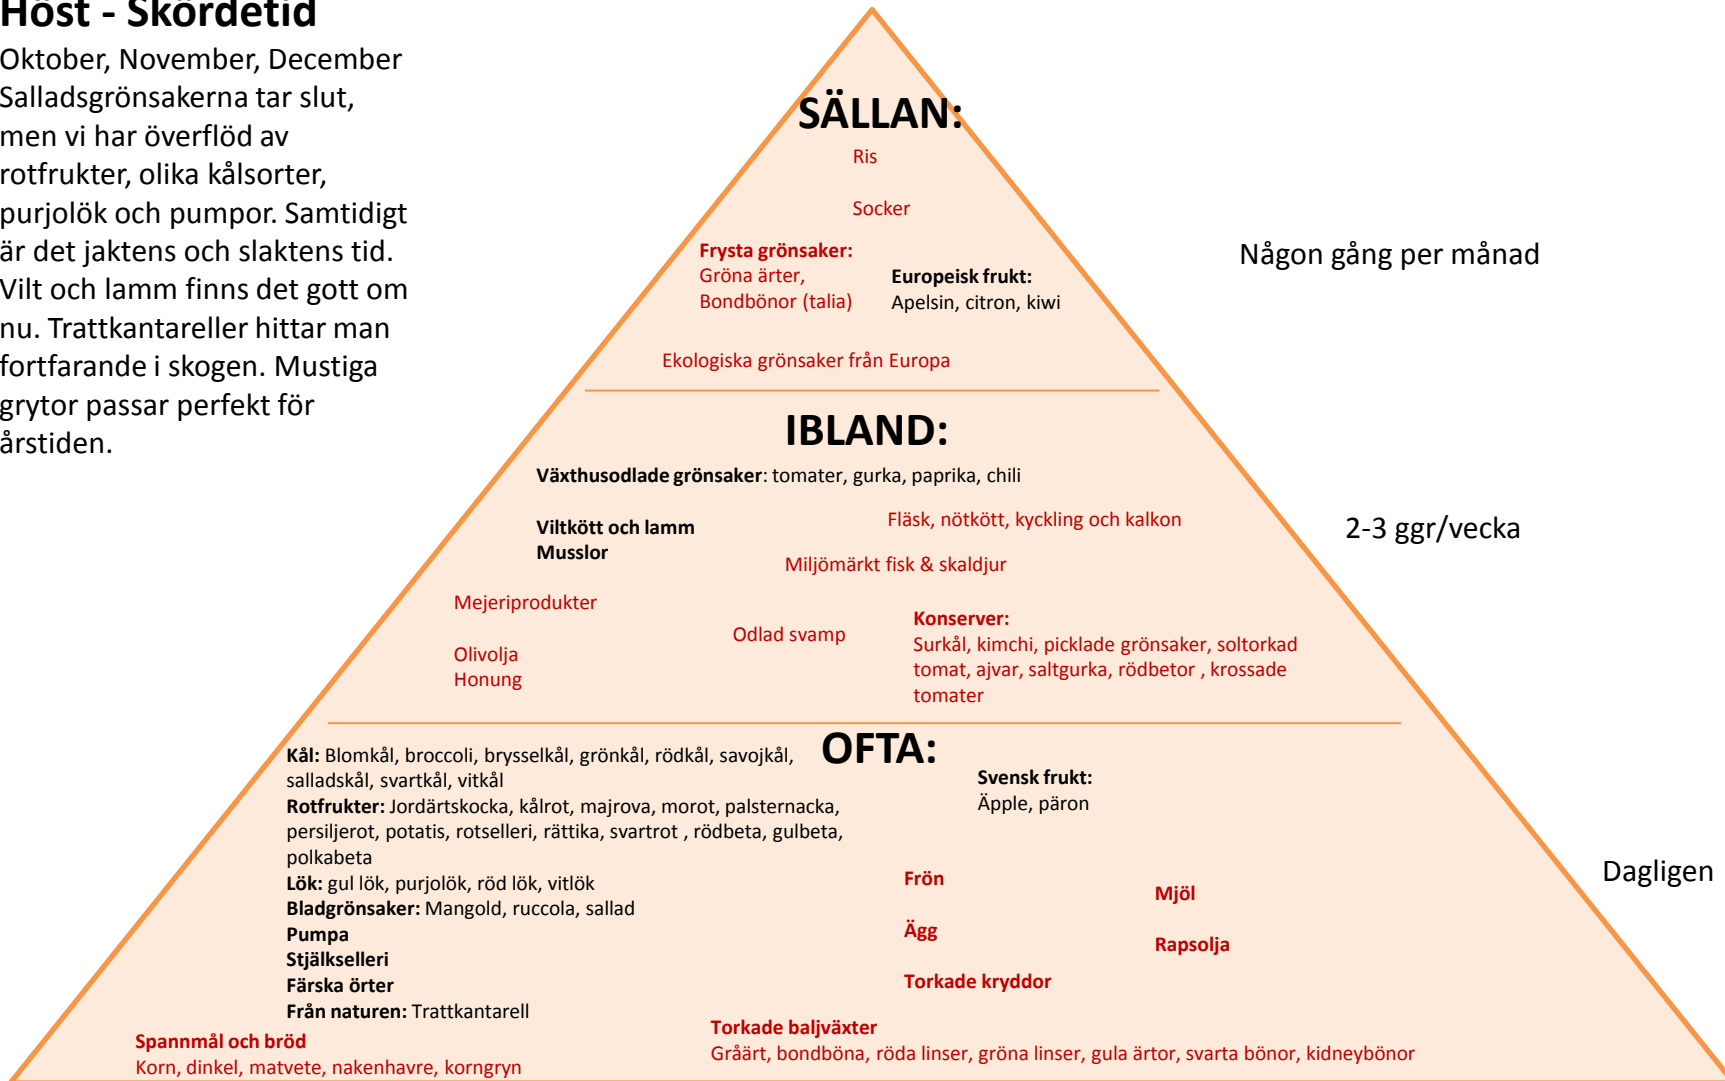 Höst - Skördetid
Oktober, November, December
Salladsgrönsakerna tar slut,
men vi har överflöd av
rotfrukter, olika kålsorter,
purjolök och pumpor. Samtidigt
är det jaktens och slaktens tid.
Vilt och lamm finns det gott om
nu. Trattkantareller hittar man
fortfarande i skogen. Mustiga
grytor passar perfekt för
årstiden.
SÄLLAN:
Ris
Socker
Frysta grönsaker:
Gröna ärter,
Bondbönor (talia)
Europeisk frukt:
Apelsin, citron, kiwi
Ekologiska grönsaker från Europa
Någon gång per månad
IBLAND:
Växthusodlade grönsaker: tomater, gurka, paprika, chili
Viltkött och lamm
Musslor
Fläsk, nötkött, kyckling och kalkon
Miljömärkt fisk & skaldjur
Mejeriprodukter
Olivolja
Honung
Odlad svamp
Konserver:
Surkål, kimchi, picklade grönsaker, soltorkad
tomat, ajvar, saltgurka, rödbetor , krossade
tomater
2-3 ggr/vecka
OFTA:
Kål: Blomkål, broccoli, brysselkål, grönkål, rödkål, savojkål,
salladskål, svartkål, vitkål
Rotfrukter: Jordärtskocka, kålrot, majrova, morot, palsternacka,
persiljerot, potatis, rotselleri, rättika, svartrot , rödbeta, gulbeta,
polkabeta
Lök: gul lök, purjolök, röd lök, vitlök
Bladgrönsaker: Mangold, ruccola, sallad
Pumpa
Stjälkselleri
Färska örter
Från naturen: Trattkantarell
Svensk frukt:
Äpple, päron
Frön
Ägg
Torkade kryddor
Mjöl
Rapsolja
Dagligen
Spannmål och bröd
Korn, dinkel, matvete, nakenhavre, korngryn
Torkade baljväxter
Gråärt, bondböna, röda linser, gröna linser, gula ärtor, svarta bönor, kidneybönor